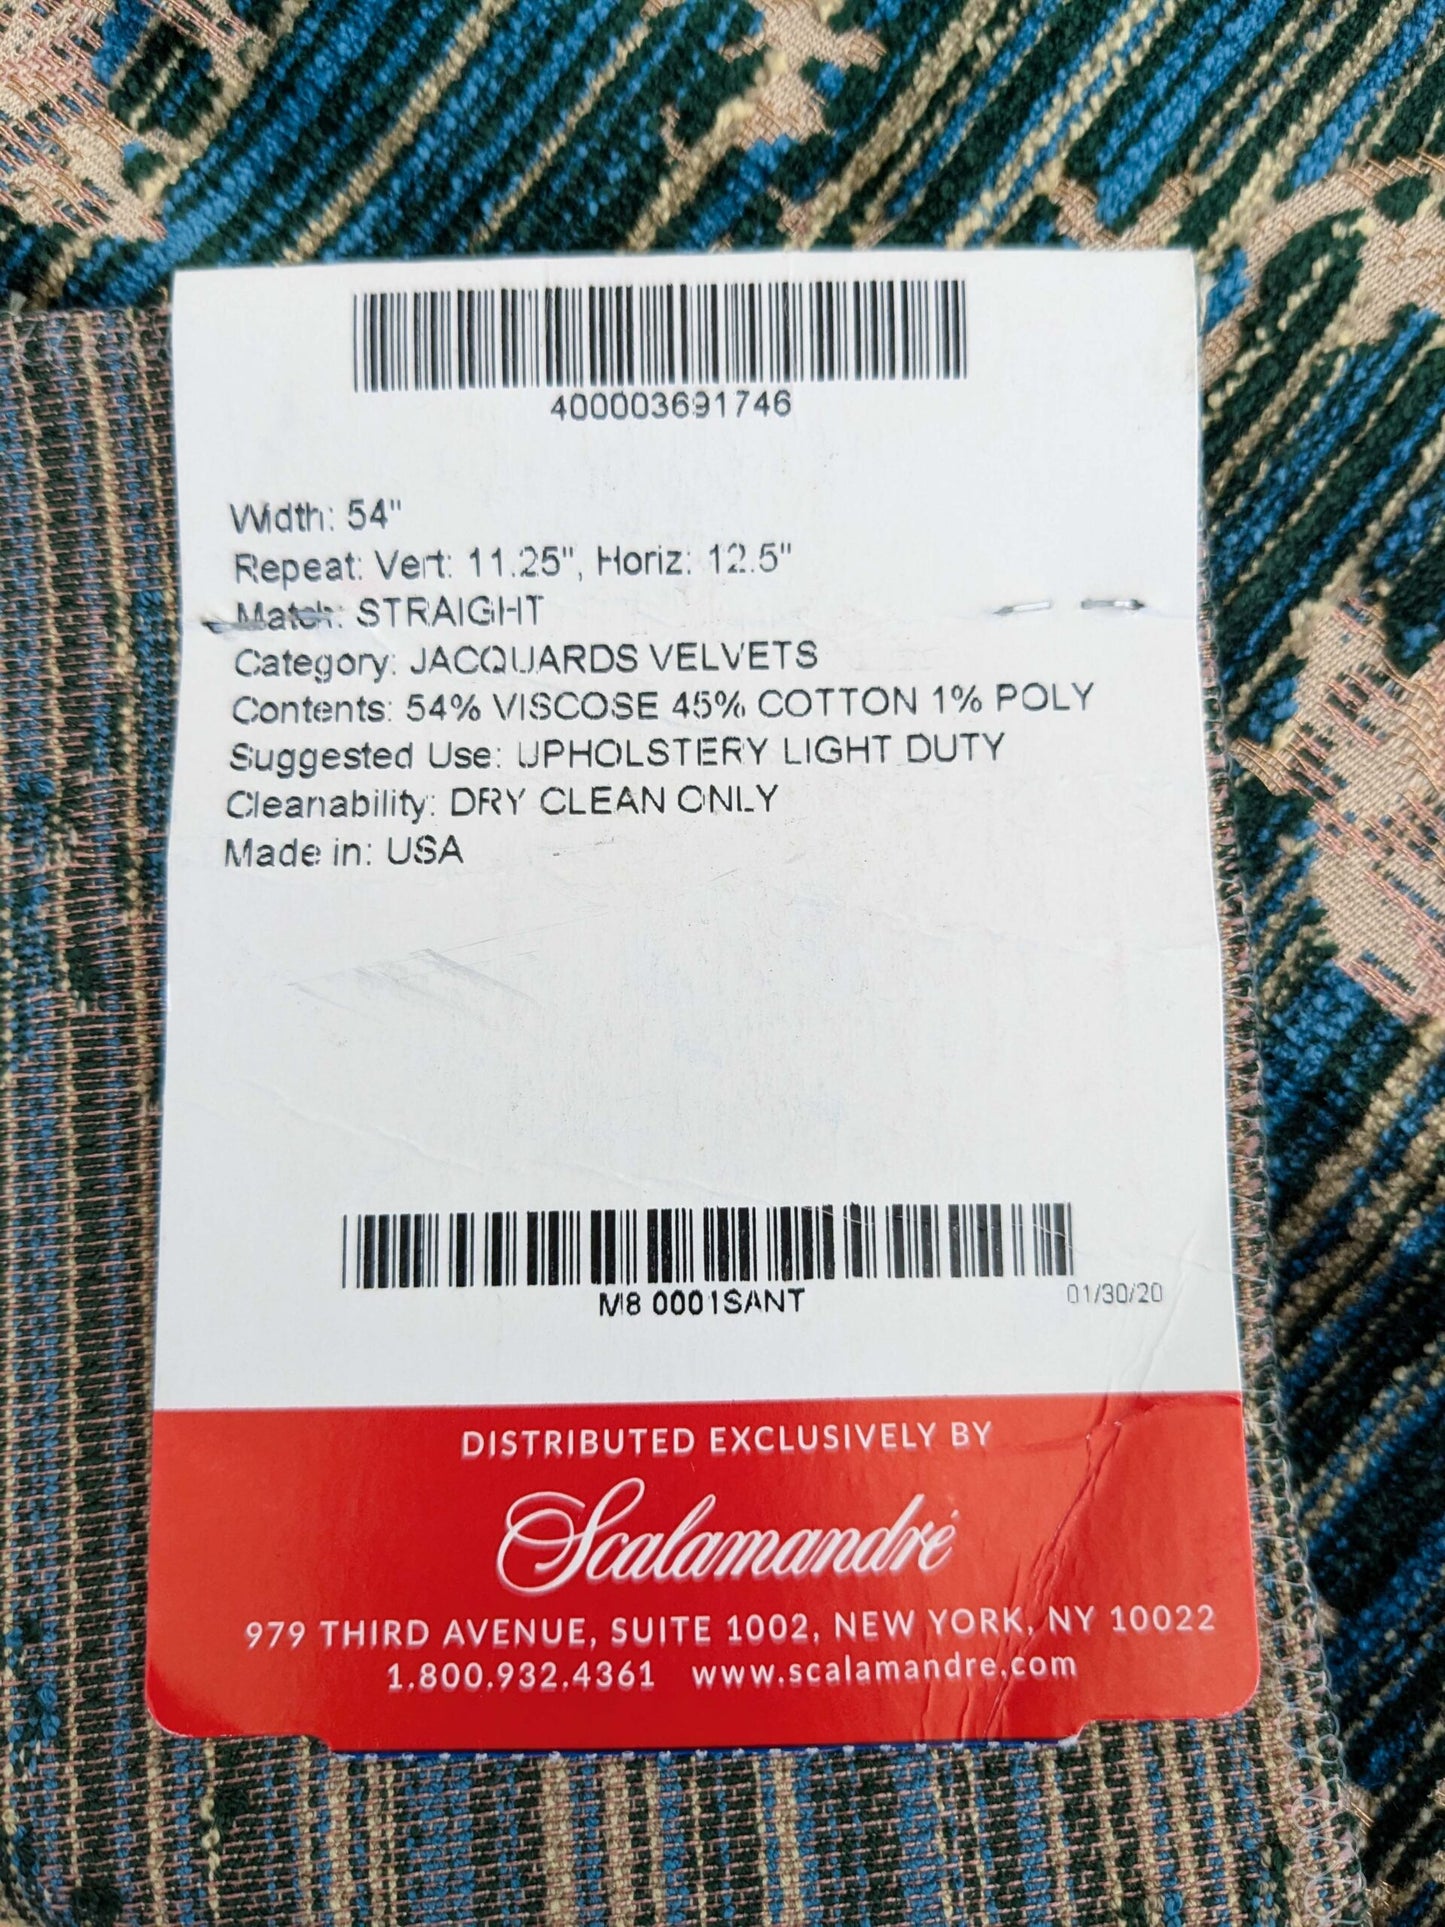 400003691746
Width: 54"
Repeat: Vert: 11.25", Horiz: 12.5"
Match: STRAIGHT
Category: JACQUARDS VELVETS
Contents: 54% VISCOSE 45% COTTON 1% POLY
Suggested Use: UPHOLSTERY LIGHT DUTY
Cleanability: DRY CLEAN ONLY
Made in: USA
M8 0001SANT
01/30/20
DISTRIBUTED EXCLUSIVELY BY
Scalamandré
979 THIRD AVENUE, SUITE 1002, NEW YORK, NY 10022
1.800.932.4361 www.scalamandre.com